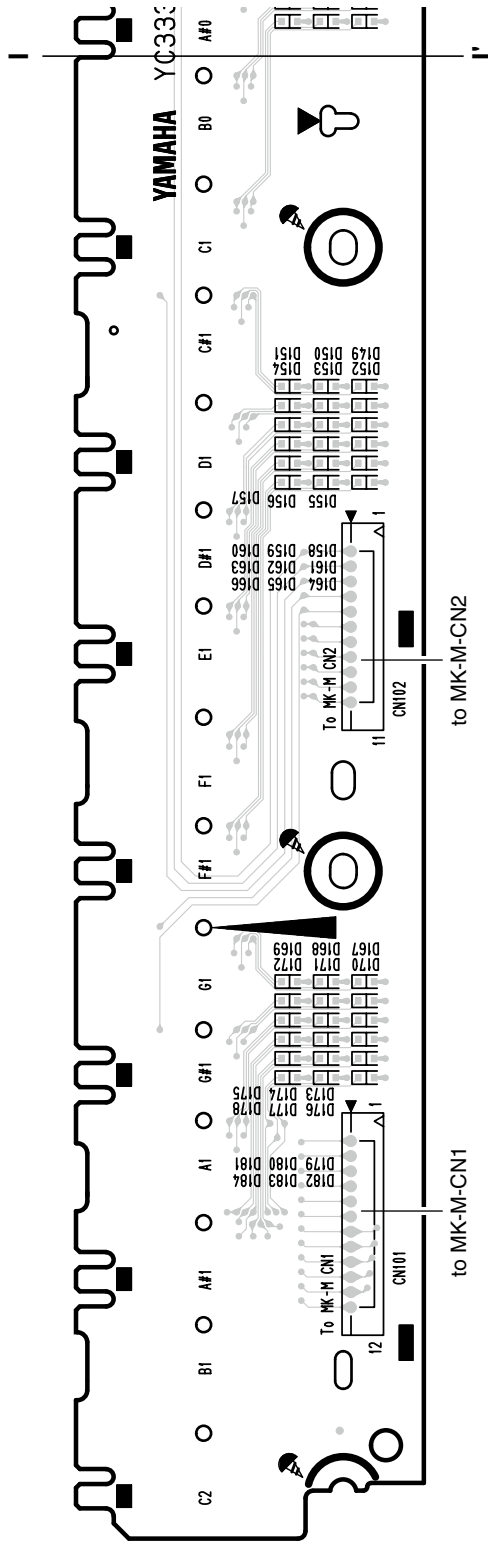 I
I'
A#0
YC333
B0
YAMAHA
C1
C#1
D151 D150 D149
D154 D153 D152
D1
D157 D156 D155
1
D#1
D160 D159 D158
D163 D162 D161
D166 D165 D164
E1
To MK-M CN2
CN102
to MK-M-CN2
11
F1
F#1
D169 D168 D167
D172 D171 D170
G1
G#1
D175 D174 D173
D178 D177 D176
1
A1
D181 D180 D179
D184 D183 D182
A#1
To MK-M CN1
CN101
to MK-M-CN1
12
B1
C2